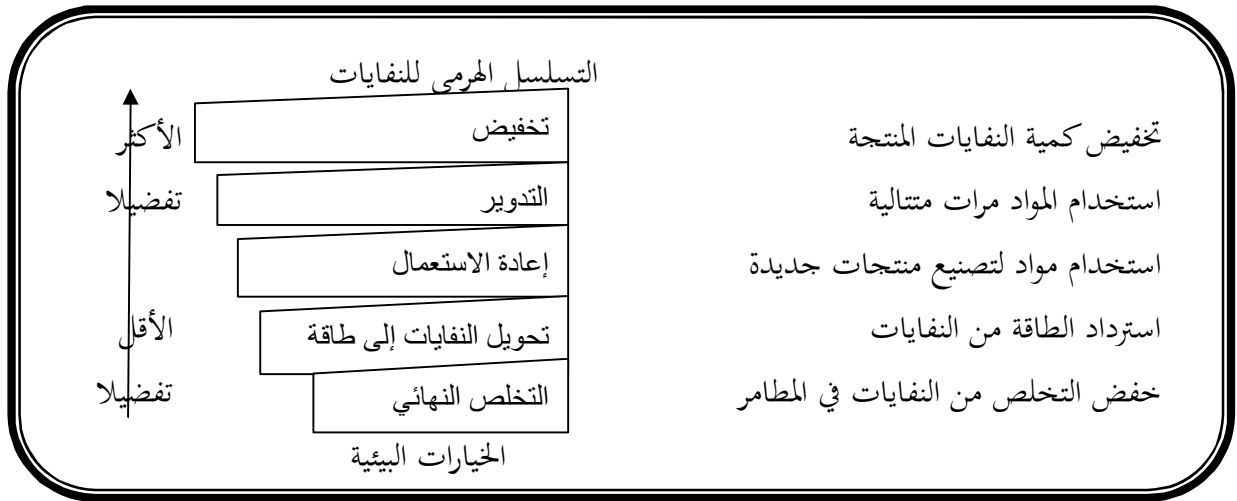 التسلسل الهرمي للنفايات
تخفيض كمية النفايات المنتجة
تخفيض
الأكثر
استخدام المواد مرات متتالية
التدوير
تفضيلا
استخدام مواد لتصنيع منتجات جديدة
إعادة الاستعمال
استرداد الطاقة من النفايات
تحويل النفايات إلى طاقة
الأقل
خفض التخلص من النفايات في المطامر
التخلص النهائي
تفضيلا
الخيارات البيئية